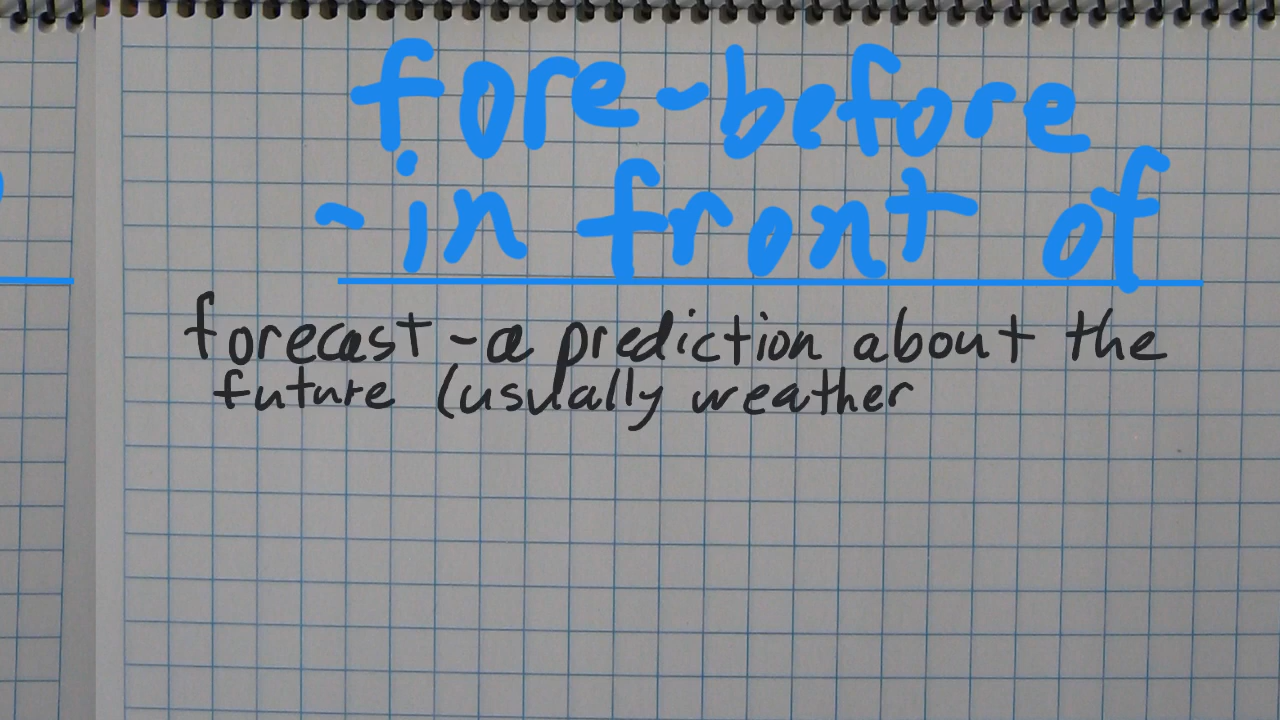 fore-before
-in front of
forecast - a prediction about the
future (usually weather